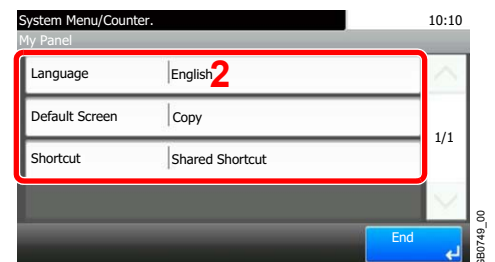 System Menu/Counter. 10:10
My Panel
Language English 2
Default Screen Copy
1/1
Shortcut Shared Shortcut
End
GB0749_00